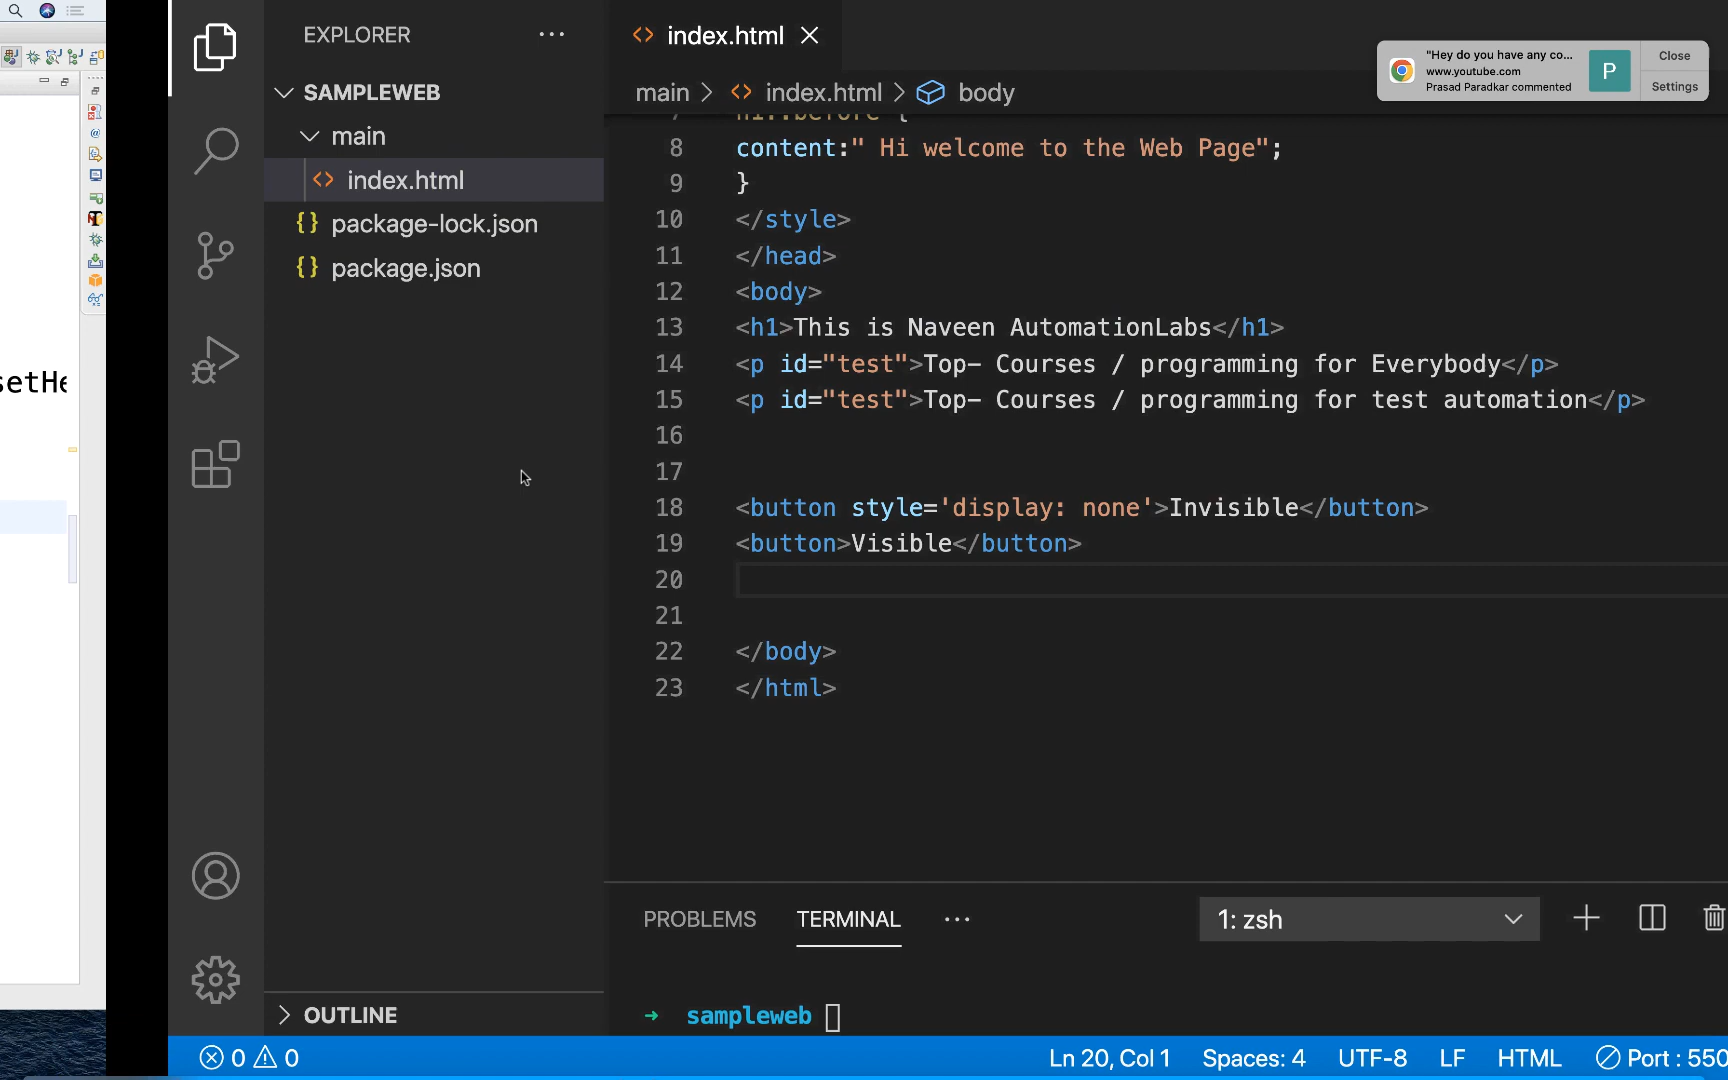 setHe
EXPLORER
SAMPLEWEB
main
index.html
package-lock.json
package.json
OUTLINE
index.html
main > index.html > body
"Hey do you have any co...
www.youtube.com
Prasad Paradkar commented
P
Close
Settings
7 h1::before {
8 content:" Hi welcome to the Web Page";
9 }
10 </style>
11 </head>
12 <body>
13 <h1>This is Naveen AutomationLabs</h1>
14 <p id="test">Top- Courses / programming for Everybody</p>
15 <p id="test">Top- Courses / programming for test automation</p>
16
17
18 <button style='display: none'>Invisible</button>
19 <button>Visible</button>
20
21
22 </body>
23 </html>
PROBLEMS TERMINAL ... 1: zsh
→ sampleweb
0 0 Ln 20, Col 1 Spaces: 4 UTF-8 LF HTML Port : 550